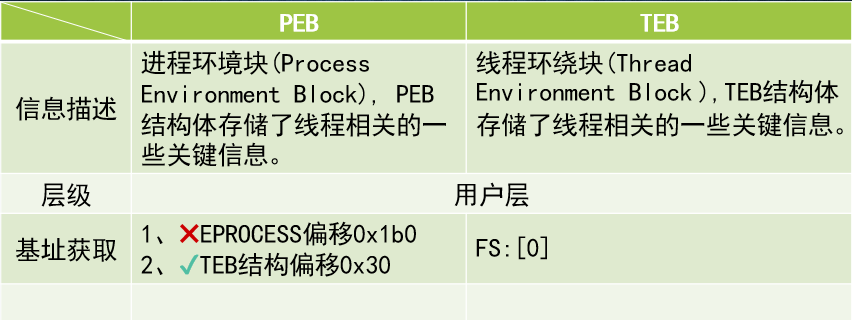 PEB
TEB
信息描述
进程环境块(Process
Environment Block), PEB
结构体存储了线程相关的一
些关键信息。
线程环绕块(Thread
Environment Block ),TEB结构体
存储了线程相关的一些关键信息。
层级
用户层
基址获取
1、❌EPROCESS偏移0x1b0
2、✓TEB结构偏移0x30
FS:[0]